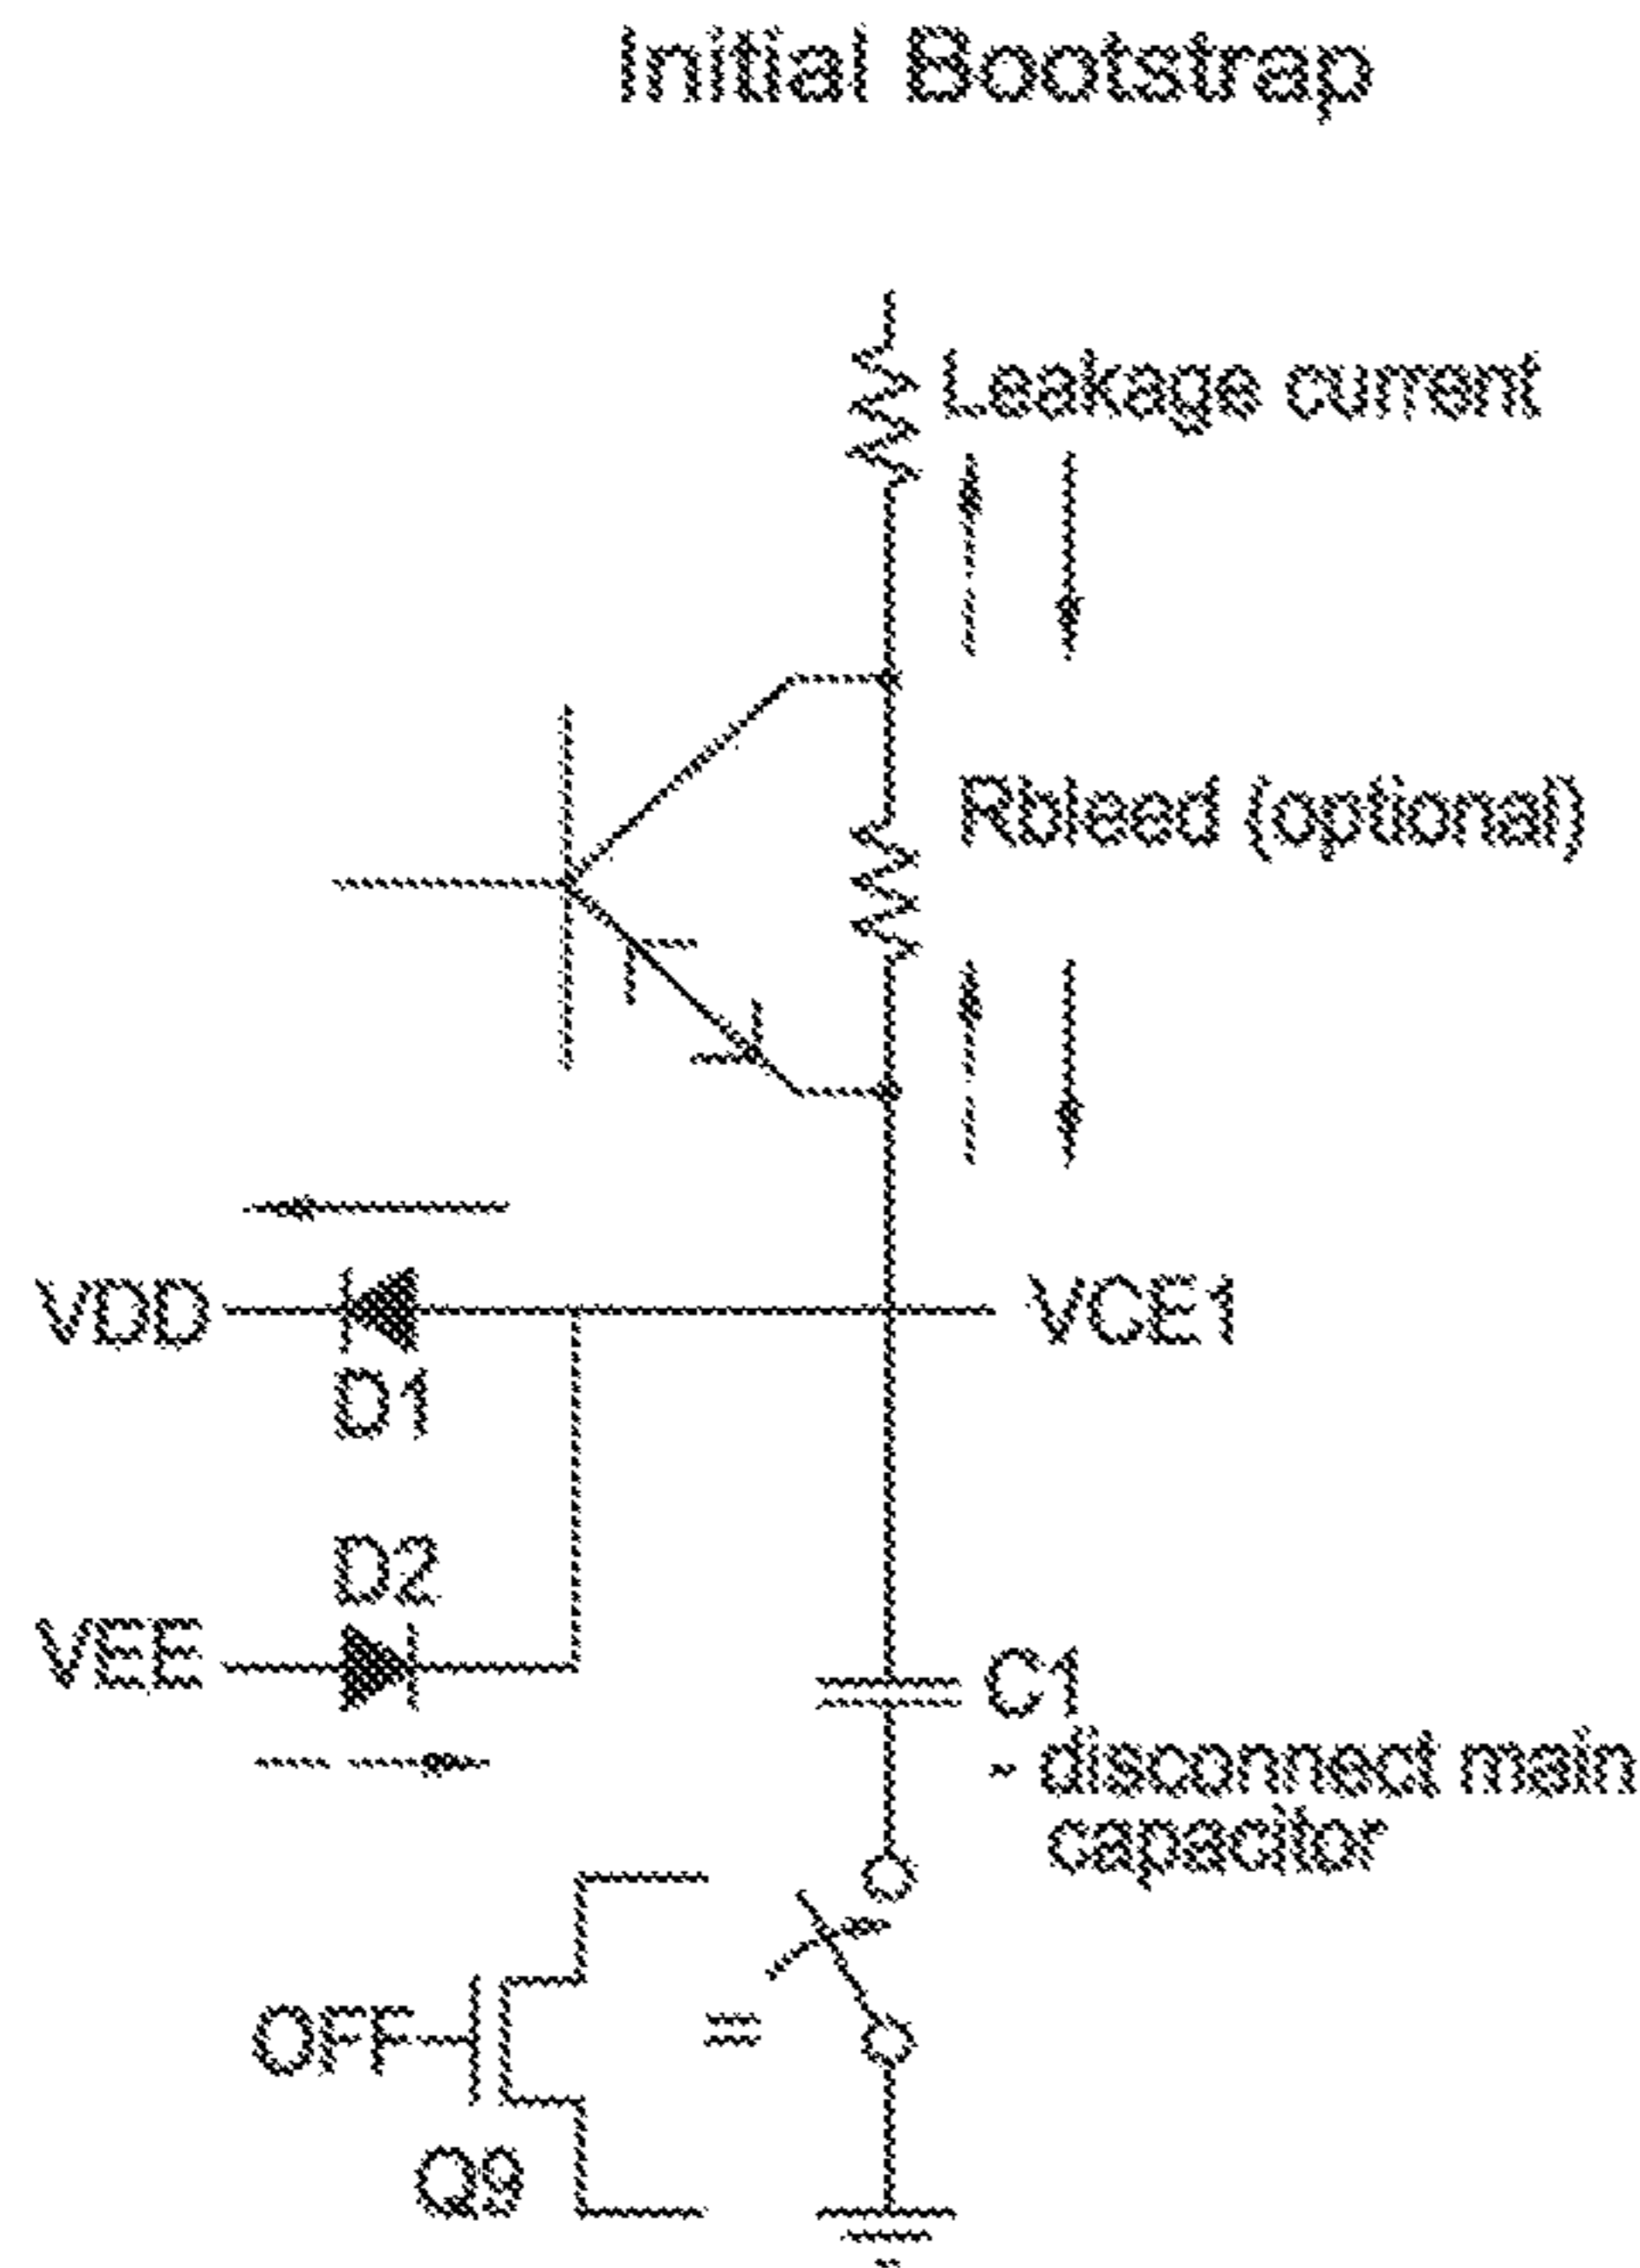 Initial Bootstrap
Leakage current
Rbleed (optional)
VDD
VCE1
D1
D2
VEE
C1
- disconnect main
capacitor
=
OFF
Q9